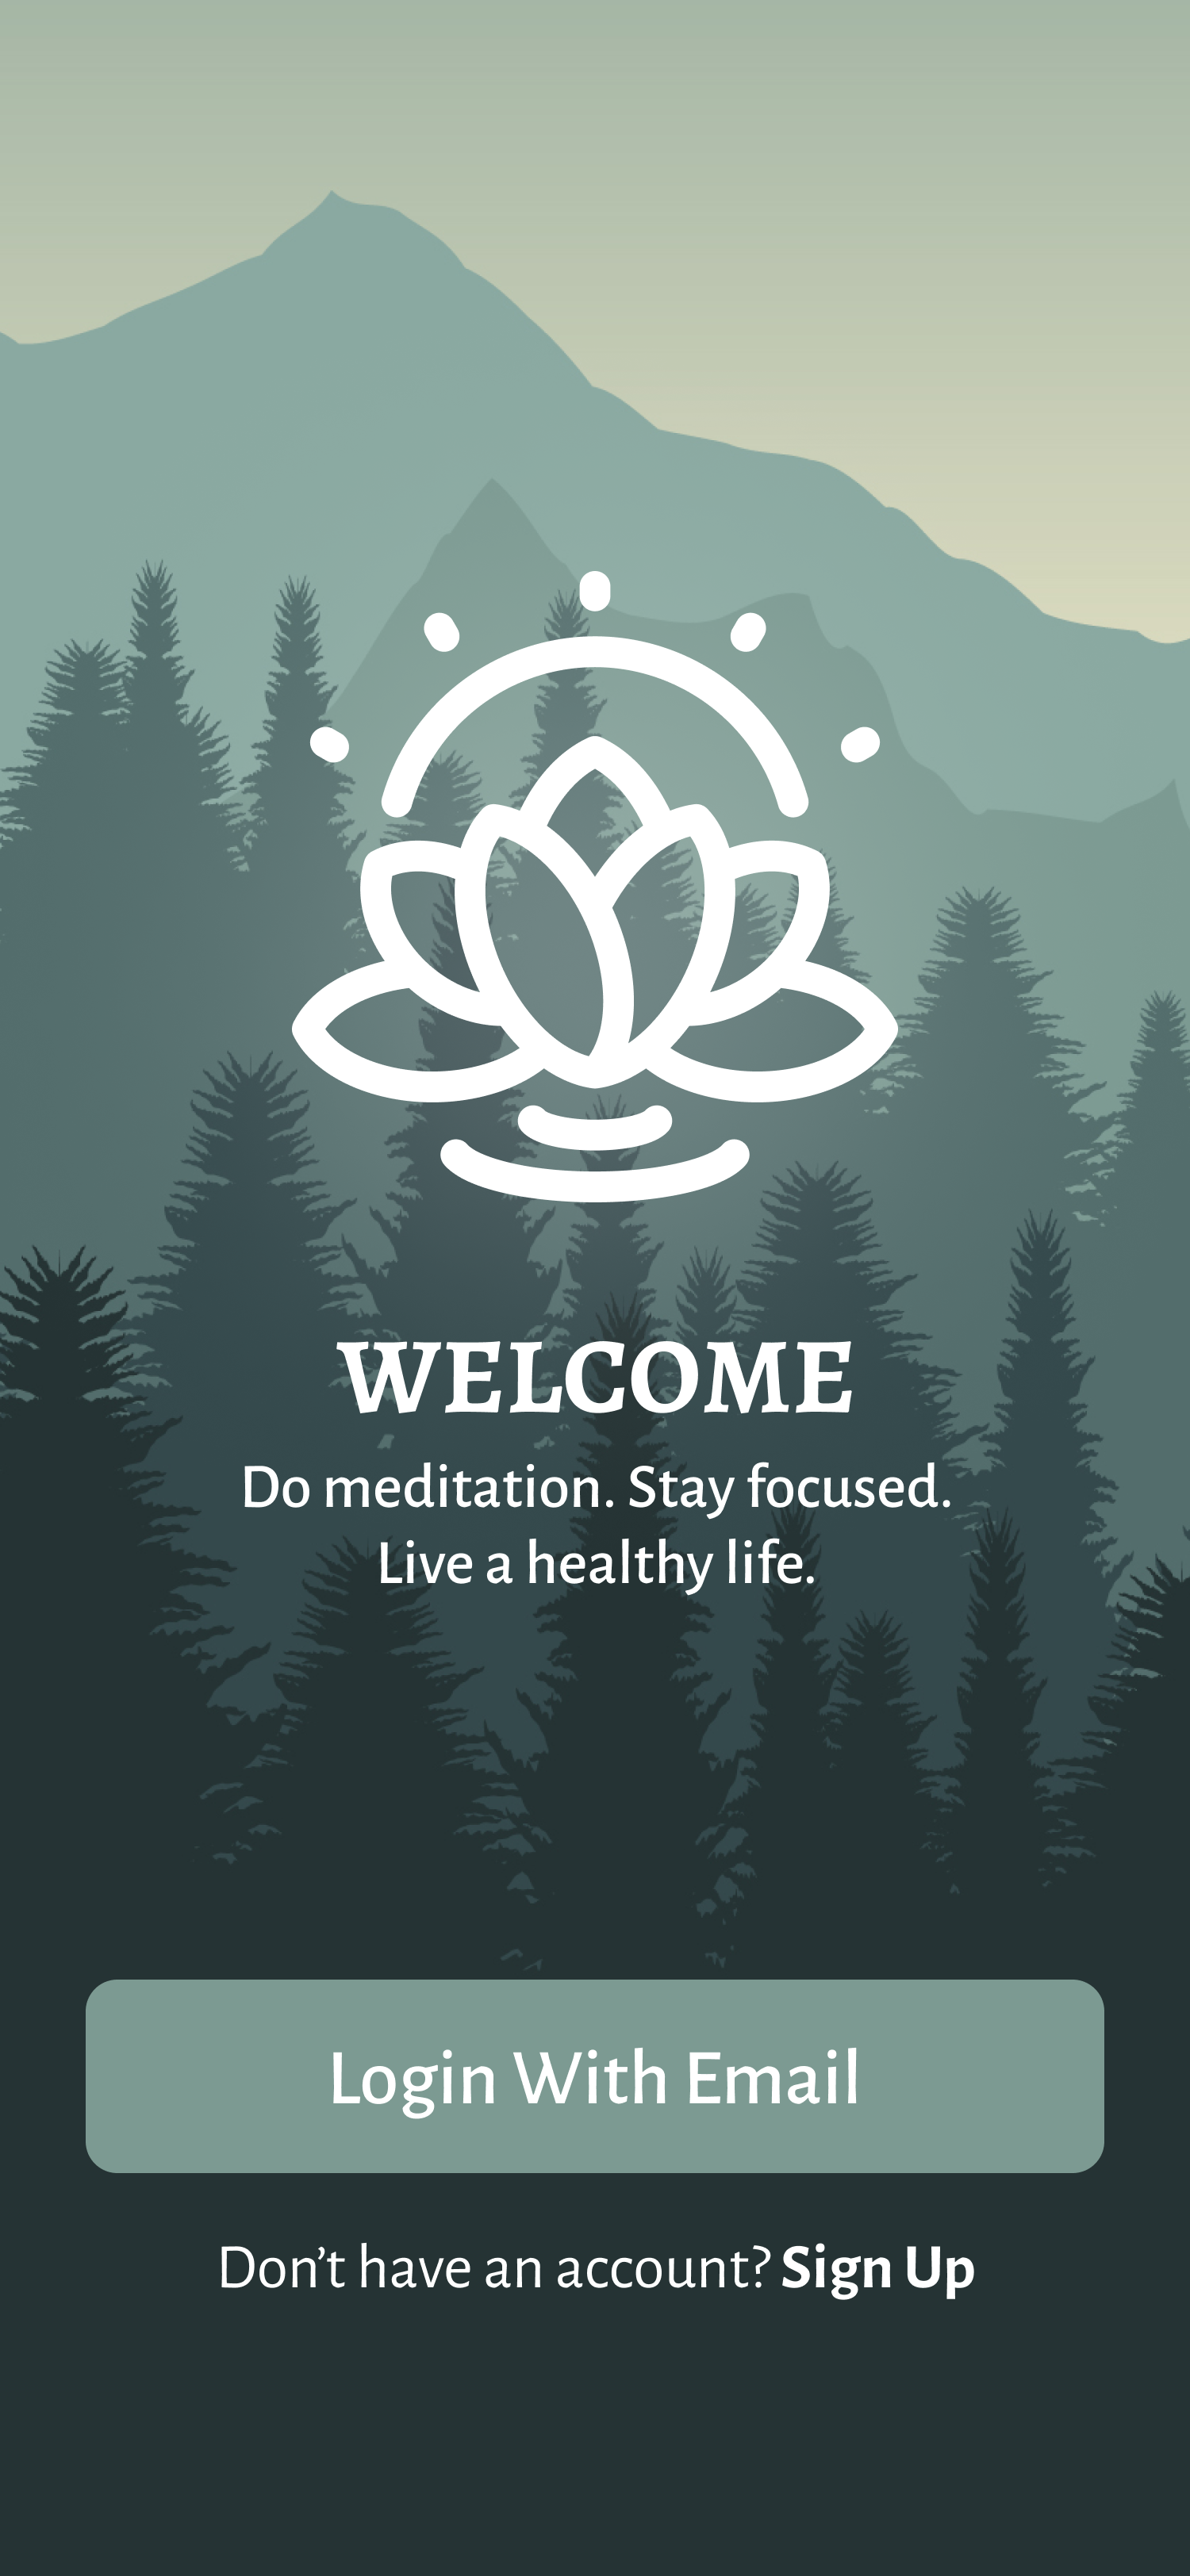 WELCOME
Do meditation. Stay focused.
Live a healthy life.
Login With Email
Don’t have an account? Sign Up